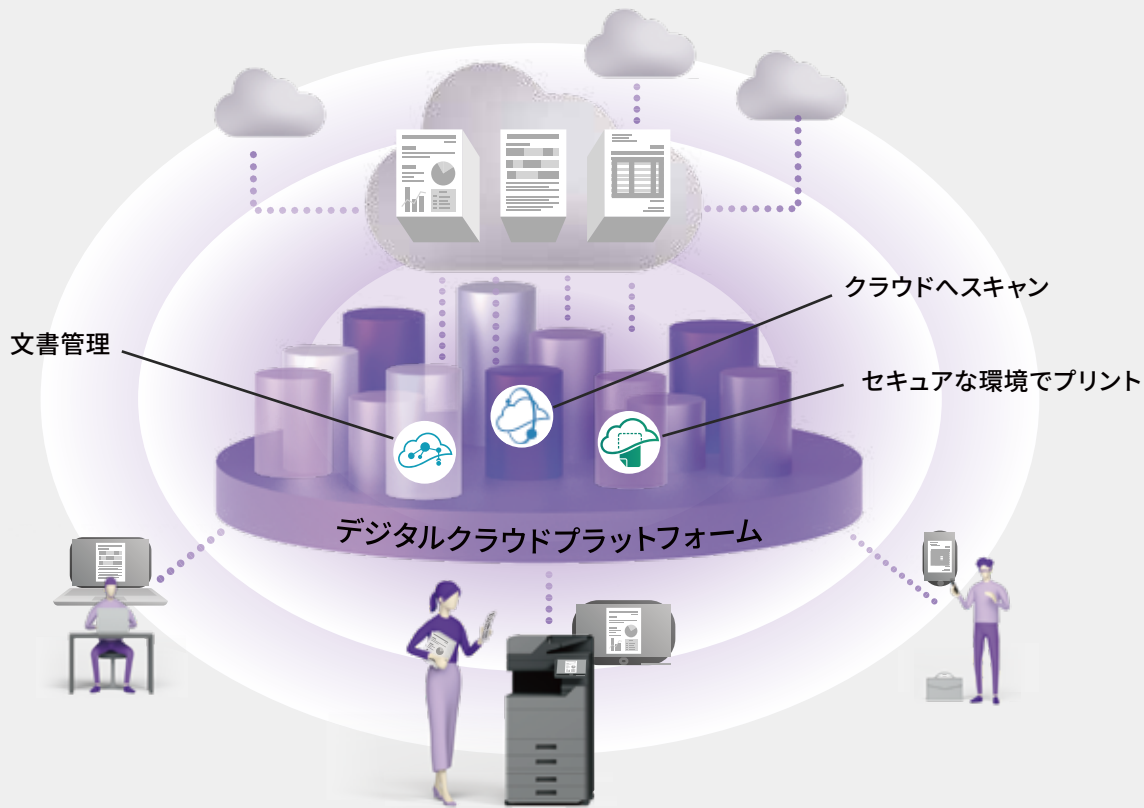 クラウドへスキャン
文書管理
セキュアな環境でプリント
デジタルクラウドプラットフォーム